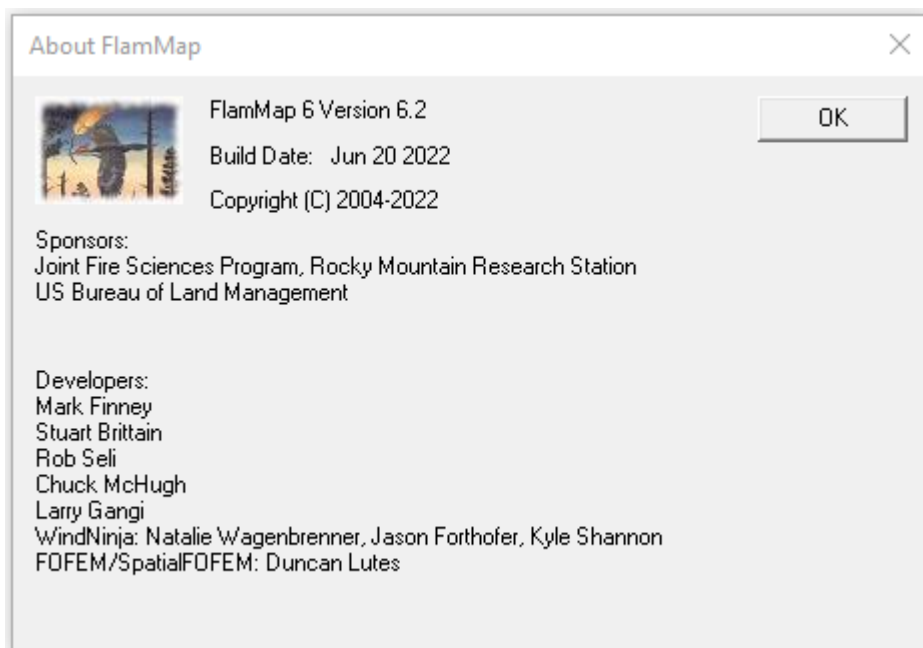 About FlamMap
FlamMap 6 Version 6.2
OK
Build Date: Jun 20 2022
Copyright (C) 2004-2022
Sponsors:
Joint Fire Sciences Program, Rocky Mountain Research Station
US Bureau of Land Management
Developers:
Mark Finney
Stuart Brittain
Rob Seli
Chuck McHugh
Larry Gangi
WindNinja: Natalie Wagenbrenner, Jason Forthofer, Kyle Shannon
FOFEM/SpatialFOFEM: Duncan Lutes